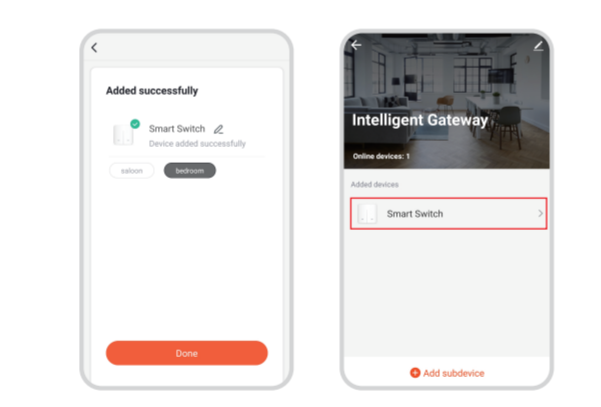 Added successfully
Smart Switch
Device added successfully
saloon
bedroom
Done
Intelligent Gateway
Online devices: 1
Added devices
Smart Switch
Add subdevice